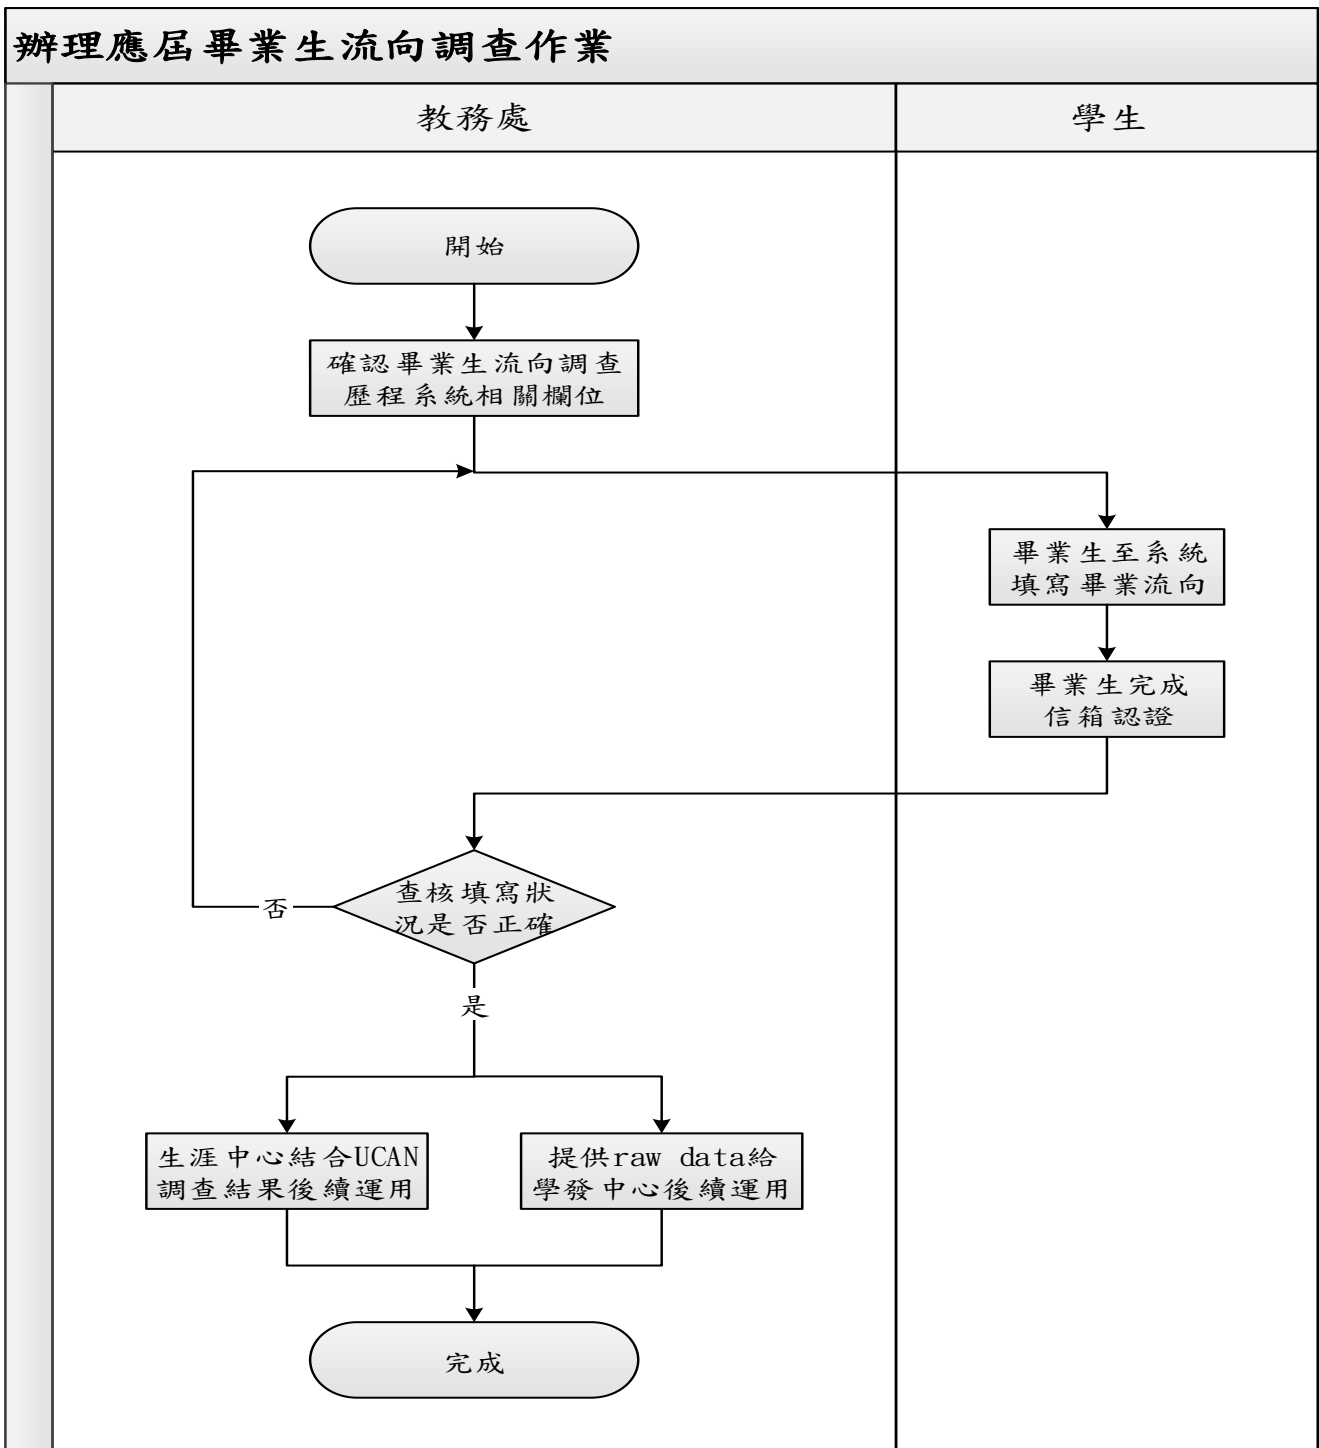 辦理應屆畢業生流向調查作業
教務處
學生
開始
確認畢業生流向調查
歷程系統相關欄位
畢業生至系統
填寫畢業流向
畢業生完成
信箱認證
查核填寫狀
況是否正確
否
是
生涯中心結合UCAN
調查結果後續運用
提供raw data給
學發中心後續運用
完成